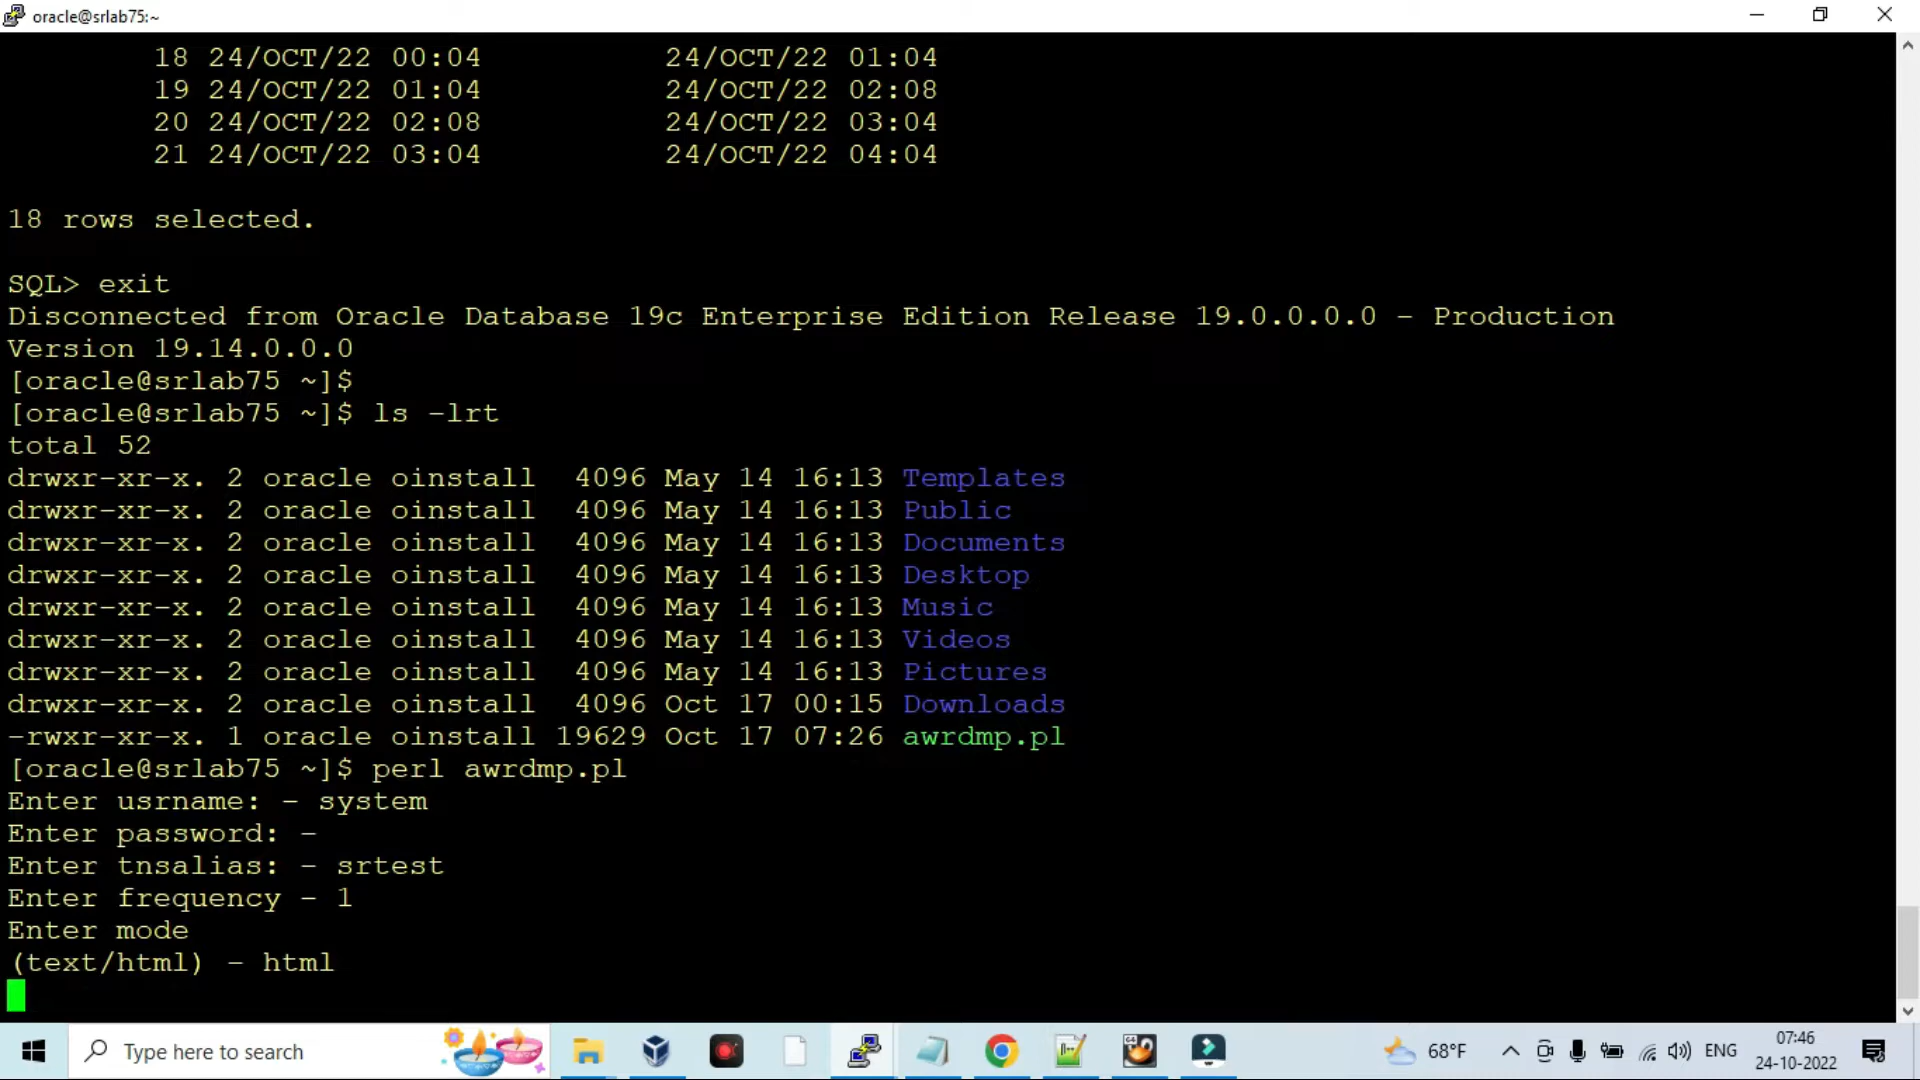 oracle@srlab75:~
18 24/OCT/22 00:04 24/OCT/22 01:04
19 24/OCT/22 01:04 24/OCT/22 02:08
20 24/OCT/22 02:08 24/OCT/22 03:04
21 24/OCT/22 03:04 24/OCT/22 04:04
18 rows selected.
SQL> exit
Disconnected from Oracle Database 19c Enterprise Edition Release 19.0.0.0.0 - Production
Version 19.14.0.0.0
[oracle@srlab75 ~]$
[oracle@srlab75 ~]$ ls -lrt
total 52
drwxr-xr-x. 2 oracle oinstall 4096 May 14 16:13 Templates
drwxr-xr-x. 2 oracle oinstall 4096 May 14 16:13 Public
drwxr-xr-x. 2 oracle oinstall 4096 May 14 16:13 Documents
drwxr-xr-x. 2 oracle oinstall 4096 May 14 16:13 Desktop
drwxr-xr-x. 2 oracle oinstall 4096 May 14 16:13 Music
drwxr-xr-x. 2 oracle oinstall 4096 May 14 16:13 Videos
drwxr-xr-x. 2 oracle oinstall 4096 May 14 16:13 Pictures
drwxr-xr-x. 2 oracle oinstall 4096 Oct 17 00:15 Downloads
-rwxr-xr-x. 1 oracle oinstall 19629 Oct 17 07:26 awrdmp.pl
[oracle@srlab75 ~]$ perl awrdmp.pl
Enter usrname: - system
Enter password: -
Enter tnsalias: - srtest
Enter frequency - 1
Enter mode
(text/html) - html
Type here to search
68°F
ENG
07:46
24-10-2022